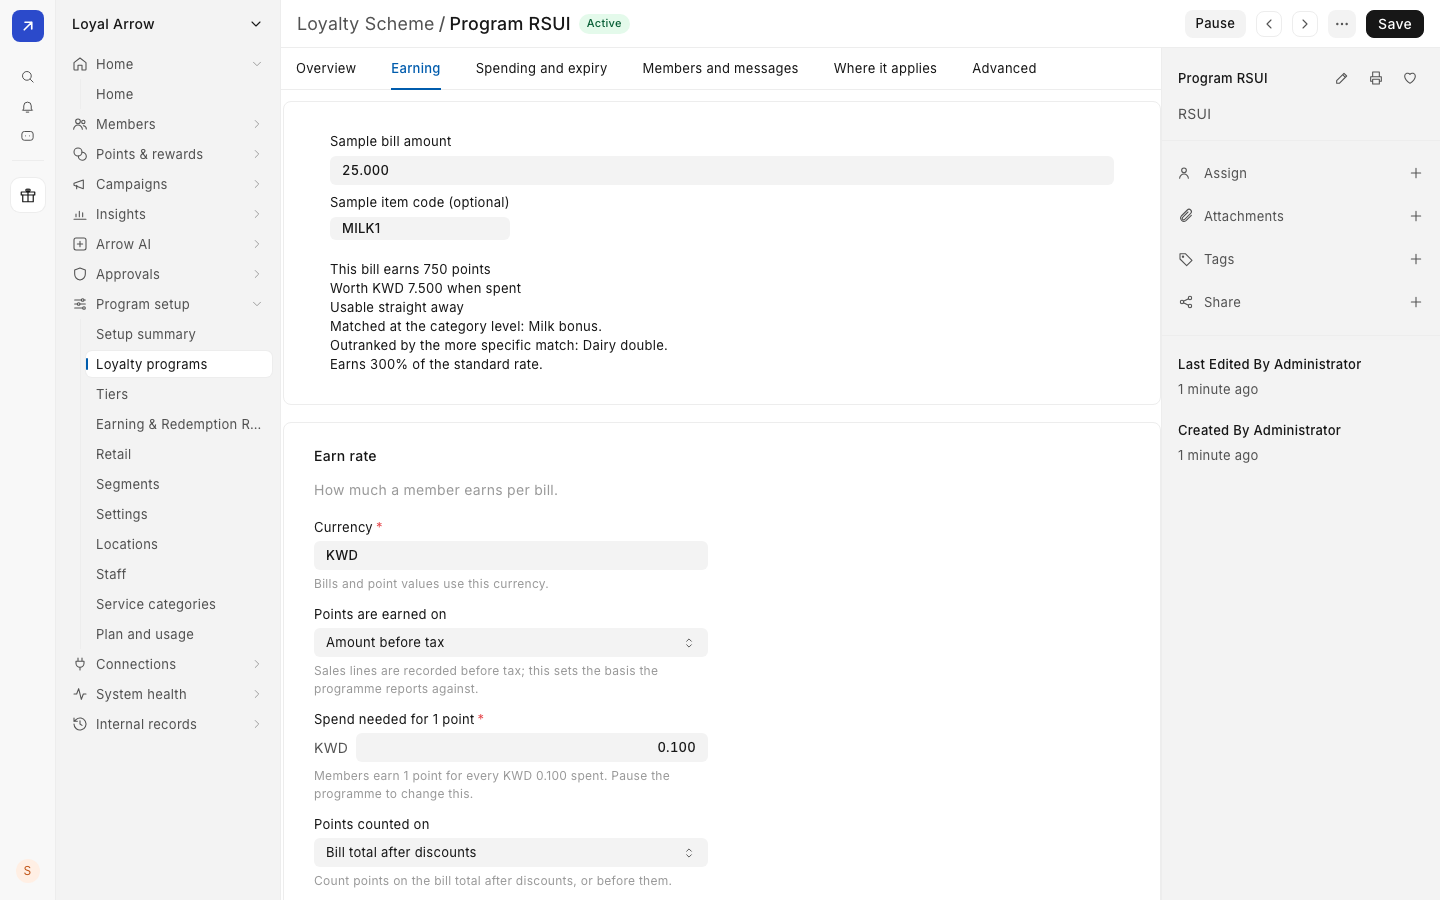 Loyal Arrow
Home
Home
Members
Points & rewards
Campaigns
Insights
Arrow AI
Approvals
Program setup
Setup summary
Loyalty programs
Tiers
Earning & Redemption R...
Retail
Segments
Settings
Locations
Staff
Service categories
Plan and usage
Connections
System health
Internal records
S
Loyalty Scheme / Program RSUI Active
Pause
Save
Overview Earning Spending and expiry Members and messages Where it applies Advanced
Sample bill amount
25.000
Sample item code (optional)
MILK1
This bill earns 750 points
Worth KWD 7.500 when spent
Usable straight away
Matched at the category level: Milk bonus.
Outranked by the more specific match: Dairy double.
Earns 300% of the standard rate.
Earn rate
How much a member earns per bill.
Currency *
KWD
Bills and point values use this currency.
Points are earned on
Amount before tax
Sales lines are recorded before tax; this sets the basis the
programme reports against.
Spend needed for 1 point *
KWD 0.100
Members earn 1 point for every KWD 0.100 spent. Pause the
programme to change this.
Points counted on
Bill total after discounts
Count points on the bill total after discounts, or before them.
Program RSUI
RSUI
Assign
Attachments
Tags
Share
Last Edited By Administrator
1 minute ago
Created By Administrator
1 minute ago